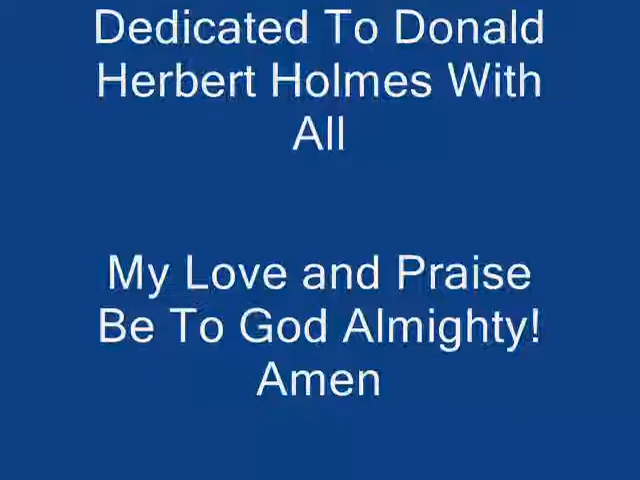 Dedicated To Donald
Herbert Holmes With
All
My Love and Praise
Be To God Almighty!
Amen